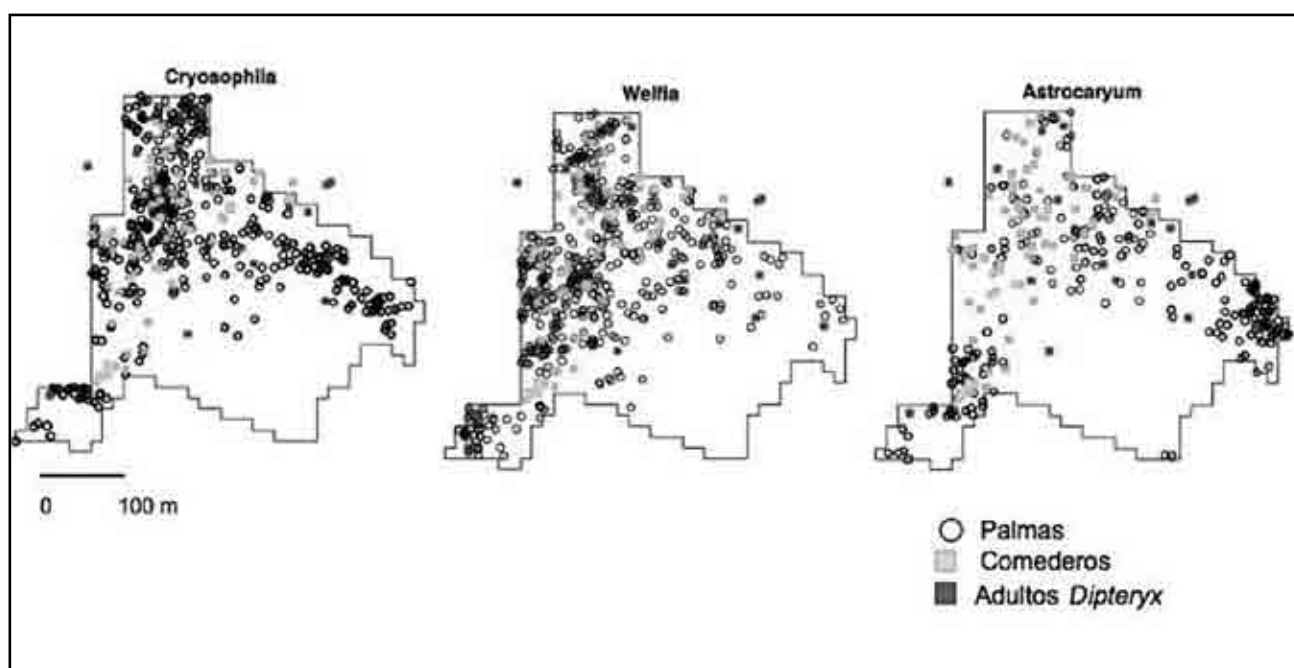 Cryosophila
Welfia
Astrocaryum
0 100 m
Palmas
Comederos
Adultos Dipteryx